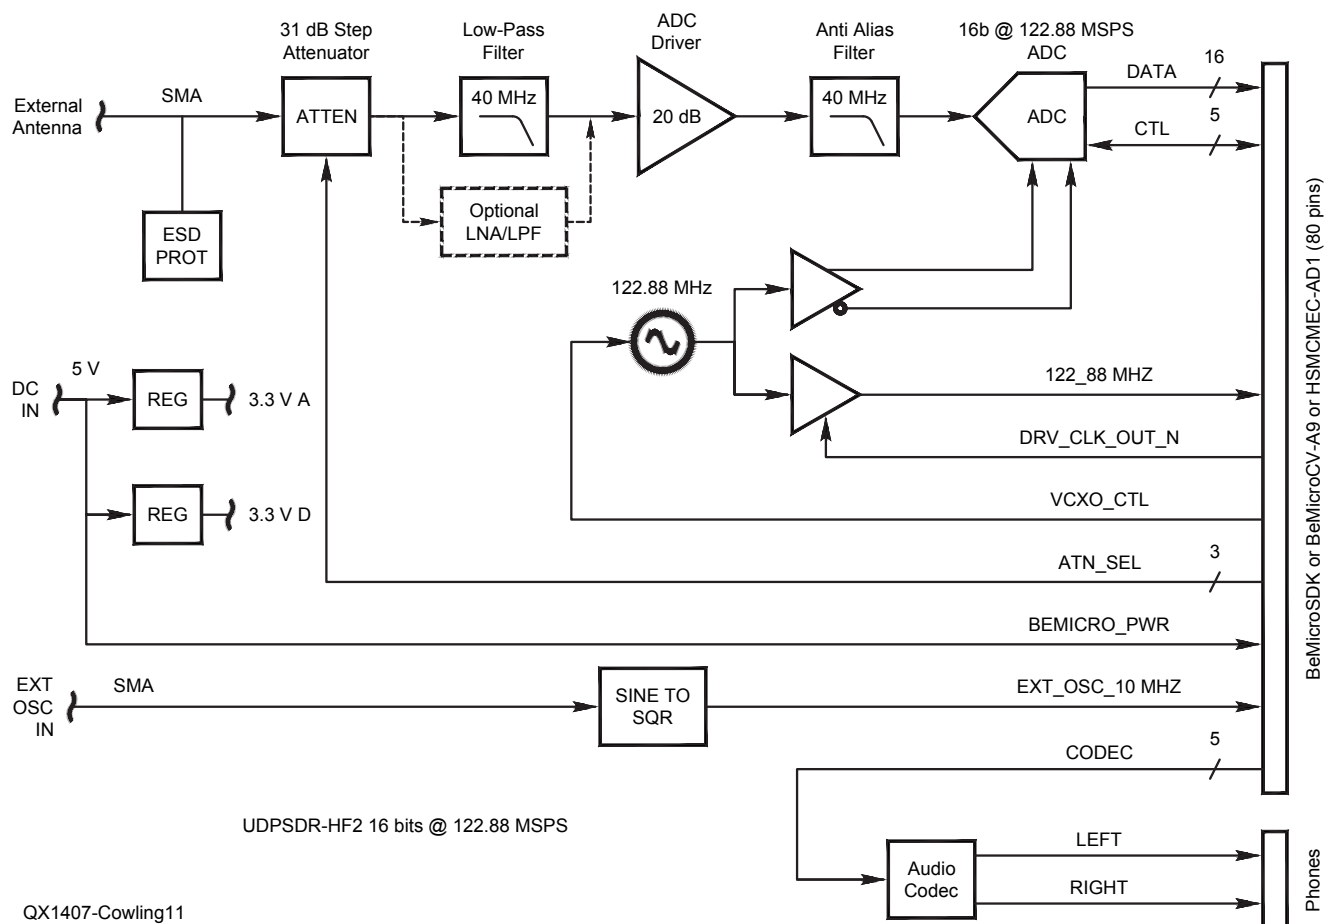 31 dB Step
Attenuator
Low-Pass
Filter
ADC
Driver
Anti Alias
Filter
16b @ 122.88 MSPS
ADC
External
Antenna
SMA
ATTEN
40 MHz
20 dB
40 MHz
ADC
DATA
16
CTL
5
ESD
PROT
Optional
LNA/LPF
122.88 MHz
DC
IN
5 V
REG
3.3 V A
REG
3.3 V D
122_88 MHZ
DRV_CLK_OUT_N
VCXO_CTL
ATN_SEL
3
BEMICRO_PWR
EXT
OSC
IN
SMA
SINE TO
SQR
EXT_OSC_10 MHZ
CODEC
5
BeMicroSDK or BeMicroCV-A9 or HSMCMEC-AD1 (80 pins)
UDPSDR-HF2 16 bits @ 122.88 MSPS
Audio
Codec
LEFT
RIGHT
Phones
QX1407-Cowling11